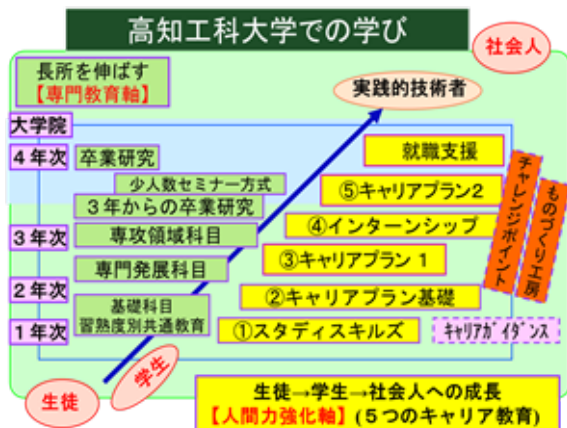 高知工科大学での学び
社会人
長所を伸ばす
【専門教育軸】
実践的技術者
大学院
4年次
卒業研究
就職支援
少人数セミナー方式
⑤キャリアプラン2
3年からの卒業研究
④インターンシップ
チャレンジポイント
ものづくり工房
3年次
専攻領域科目
③キャリアプラン1
専門発展科目
2年次
②キャリアプラン基礎
基礎科目
習熟度別共通教育
1年次
①スタディスキルズ
キャリアガイダンス
学生
生徒
生徒→学生→社会人への成長
【人間力強化軸】(5つのキャリア教育)